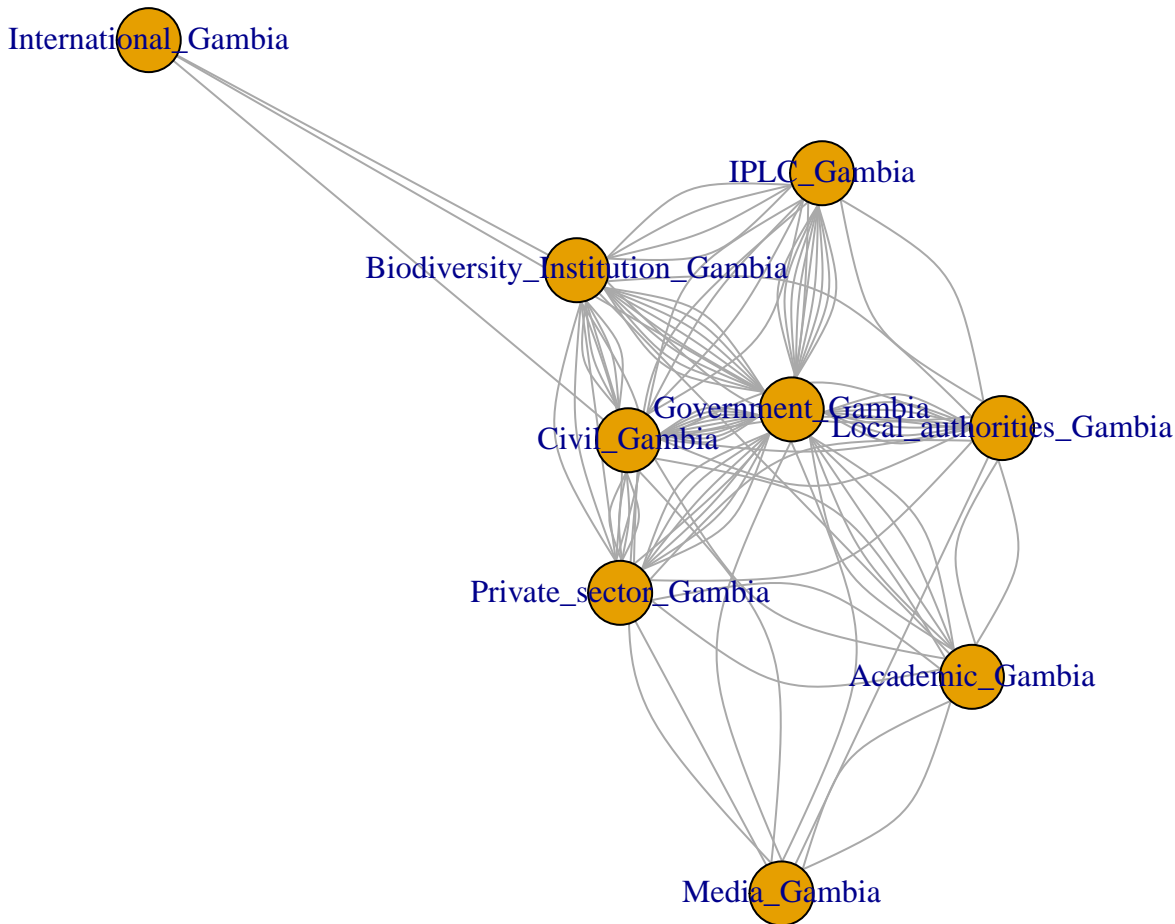 International_Gambia
IPLC_Gambia
Biodiversity_Institution_Gambia
Government_Gambia
Local_authorities_Gambia
Civil_Gambia
Private_sector_Gambia
Academic_Gambia
Media_Gambia